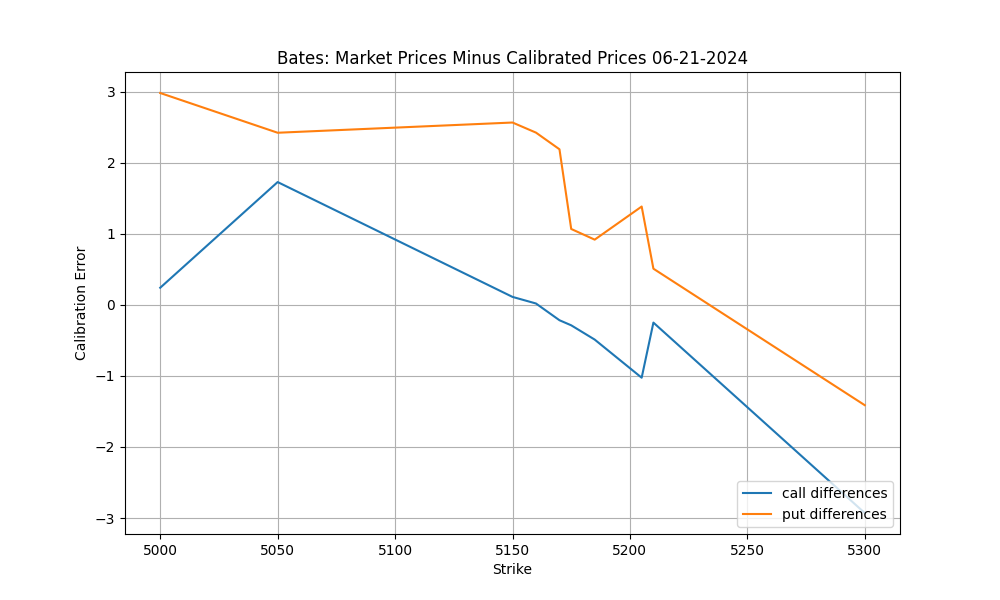 Bates: Market Prices Minus Calibrated Prices 06-21-2024
Calibration Error
3
2
1
0
−1
−2
−3
5000 5050 5100 5150 5200 5250 5300
Strike
call differences
put differences